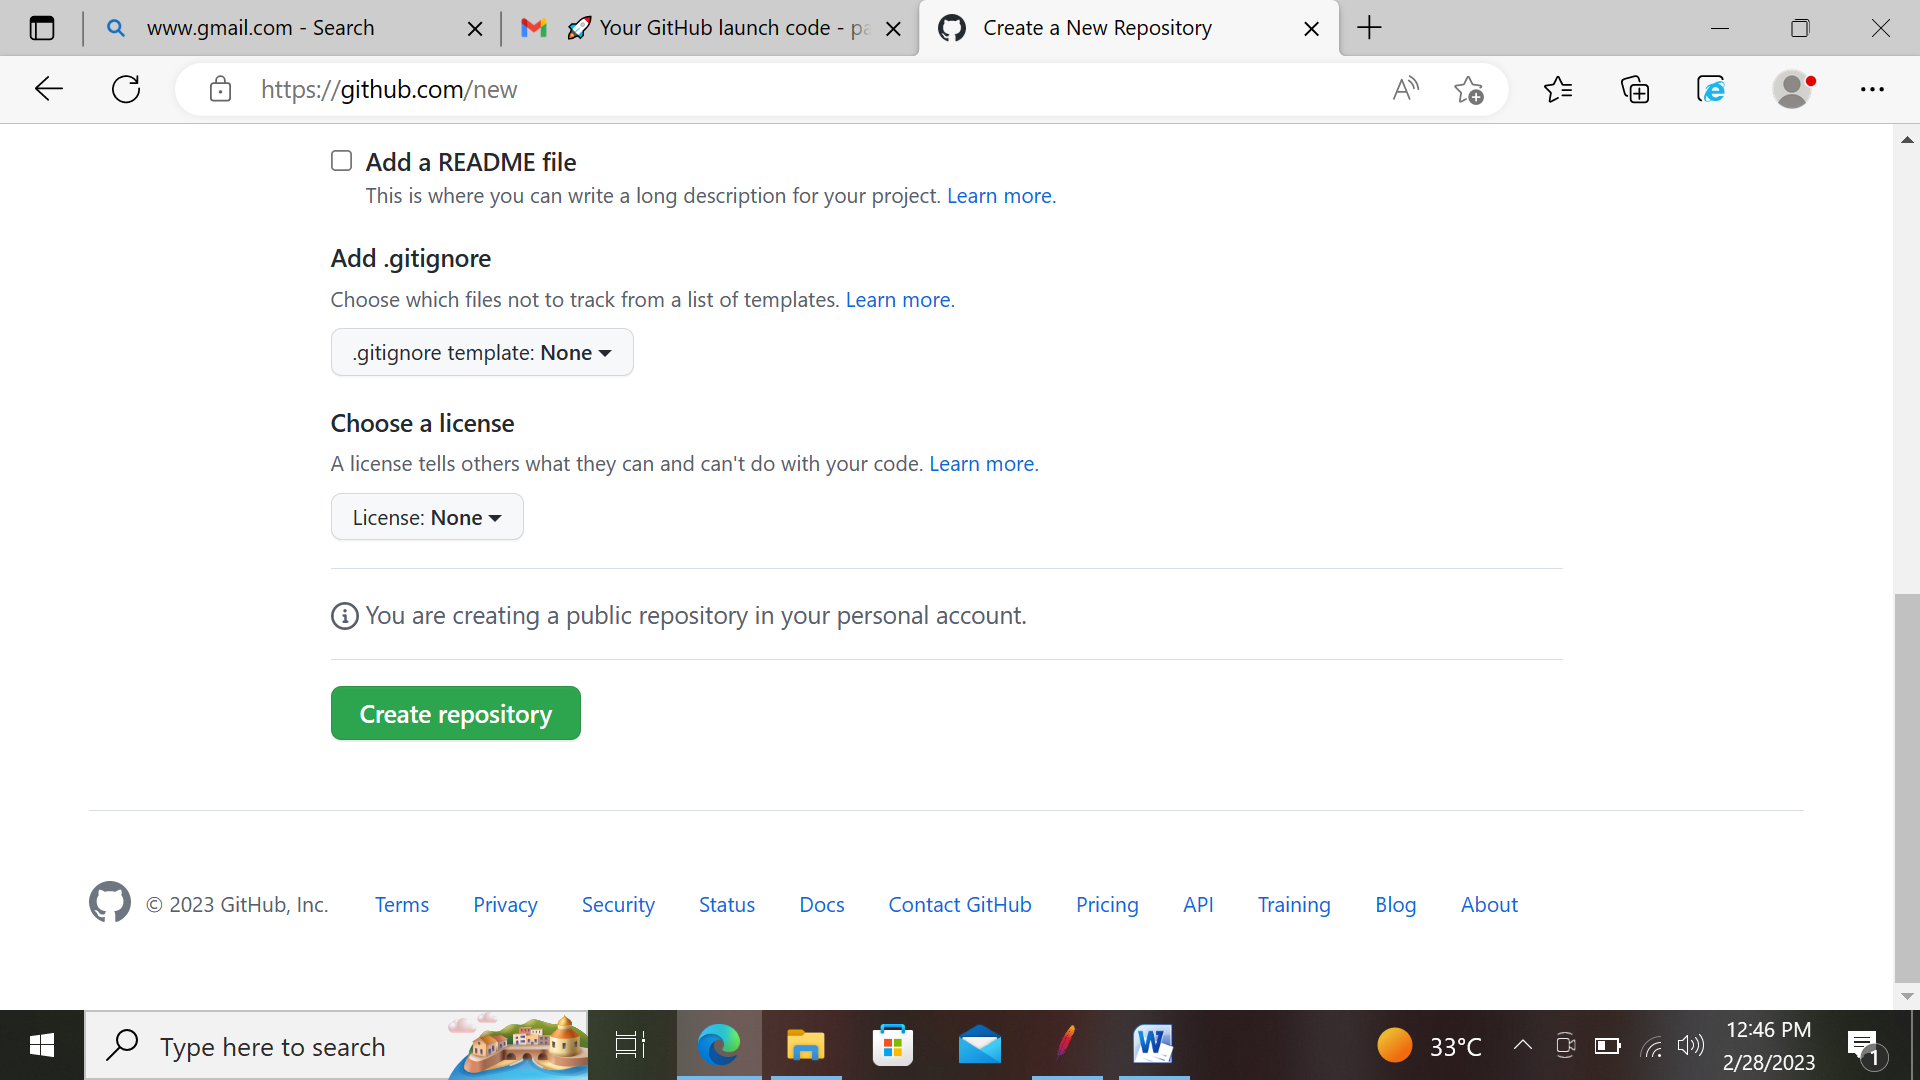 www.gmail.com - Search
🚀 Your GitHub launch code - pa
Create a New Repository
https://github.com/new
Add a README file
This is where you can write a long description for your project. Learn more.
Add .gitignore
Choose which files not to track from a list of templates. Learn more.
.gitignore template: None
Choose a license
A license tells others what they can and can't do with your code. Learn more.
License: None
You are creating a public repository in your personal account.
Create repository
© 2023 GitHub, Inc. Terms Privacy Security Status Docs Contact GitHub Pricing API Training Blog About
Type here to search
33°C
12:46 PM
2/28/2023
1